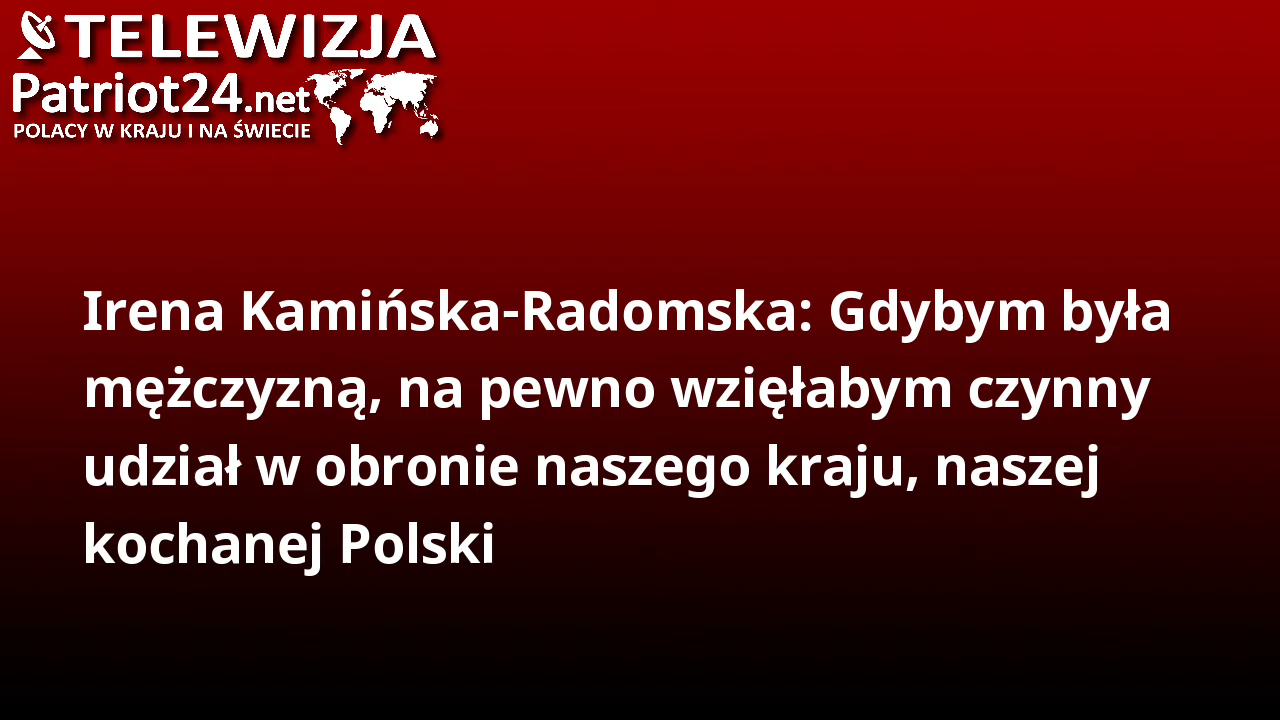 TELEWIZJA
Patriot24.net
POLACY W KRAJU I NA ŚWIECIE
Irena Kamińska-Radomska: Gdybym była
mężczyzną, na pewno wzięłabym czynny
udział w obronie naszego kraju, naszej
kochanej Polski